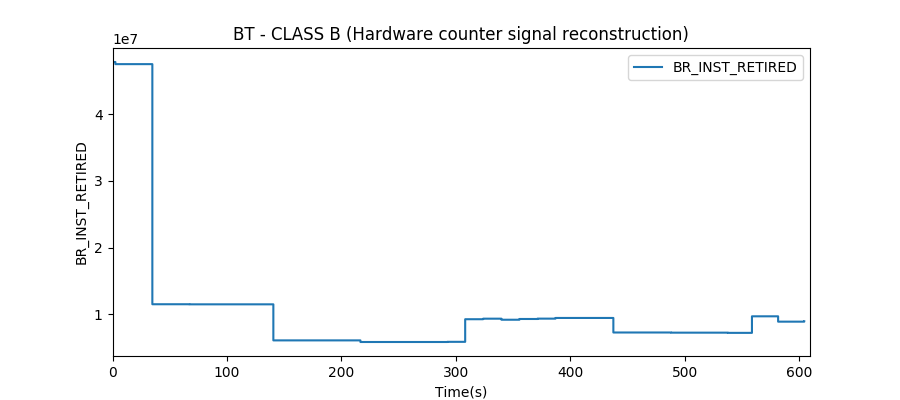 BT - CLASS B (Hardware counter signal reconstruction)
1e7
BR_INST_RETIRED
BR_INST_RETIRED
4
3
2
1
0 100 200 300 400 500 600
Time(s)